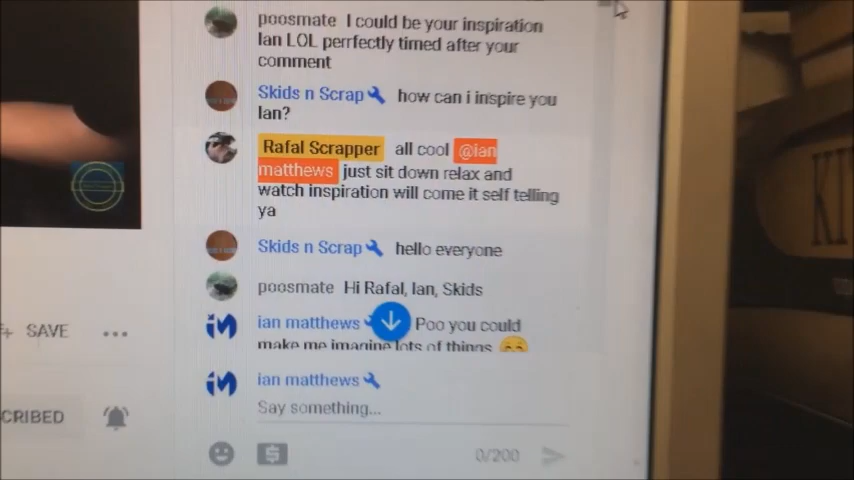 poosmate I could be your inspiration
Ian LOL perrfectly timed after your
comment
Skids n Scrap how can i inspire you
Ian?
Rafal Scrapper all cool @ian
matthews just sit down relax and
watch inspiration will come it self telling
ya
Skids n Scrap hello everyone
poosmate Hi Rafal, Ian, Skids
ian matthews Poo you could
make me imagine lots of things
ian matthews
Say something...
SAVE
CRIBED
0/200
KI